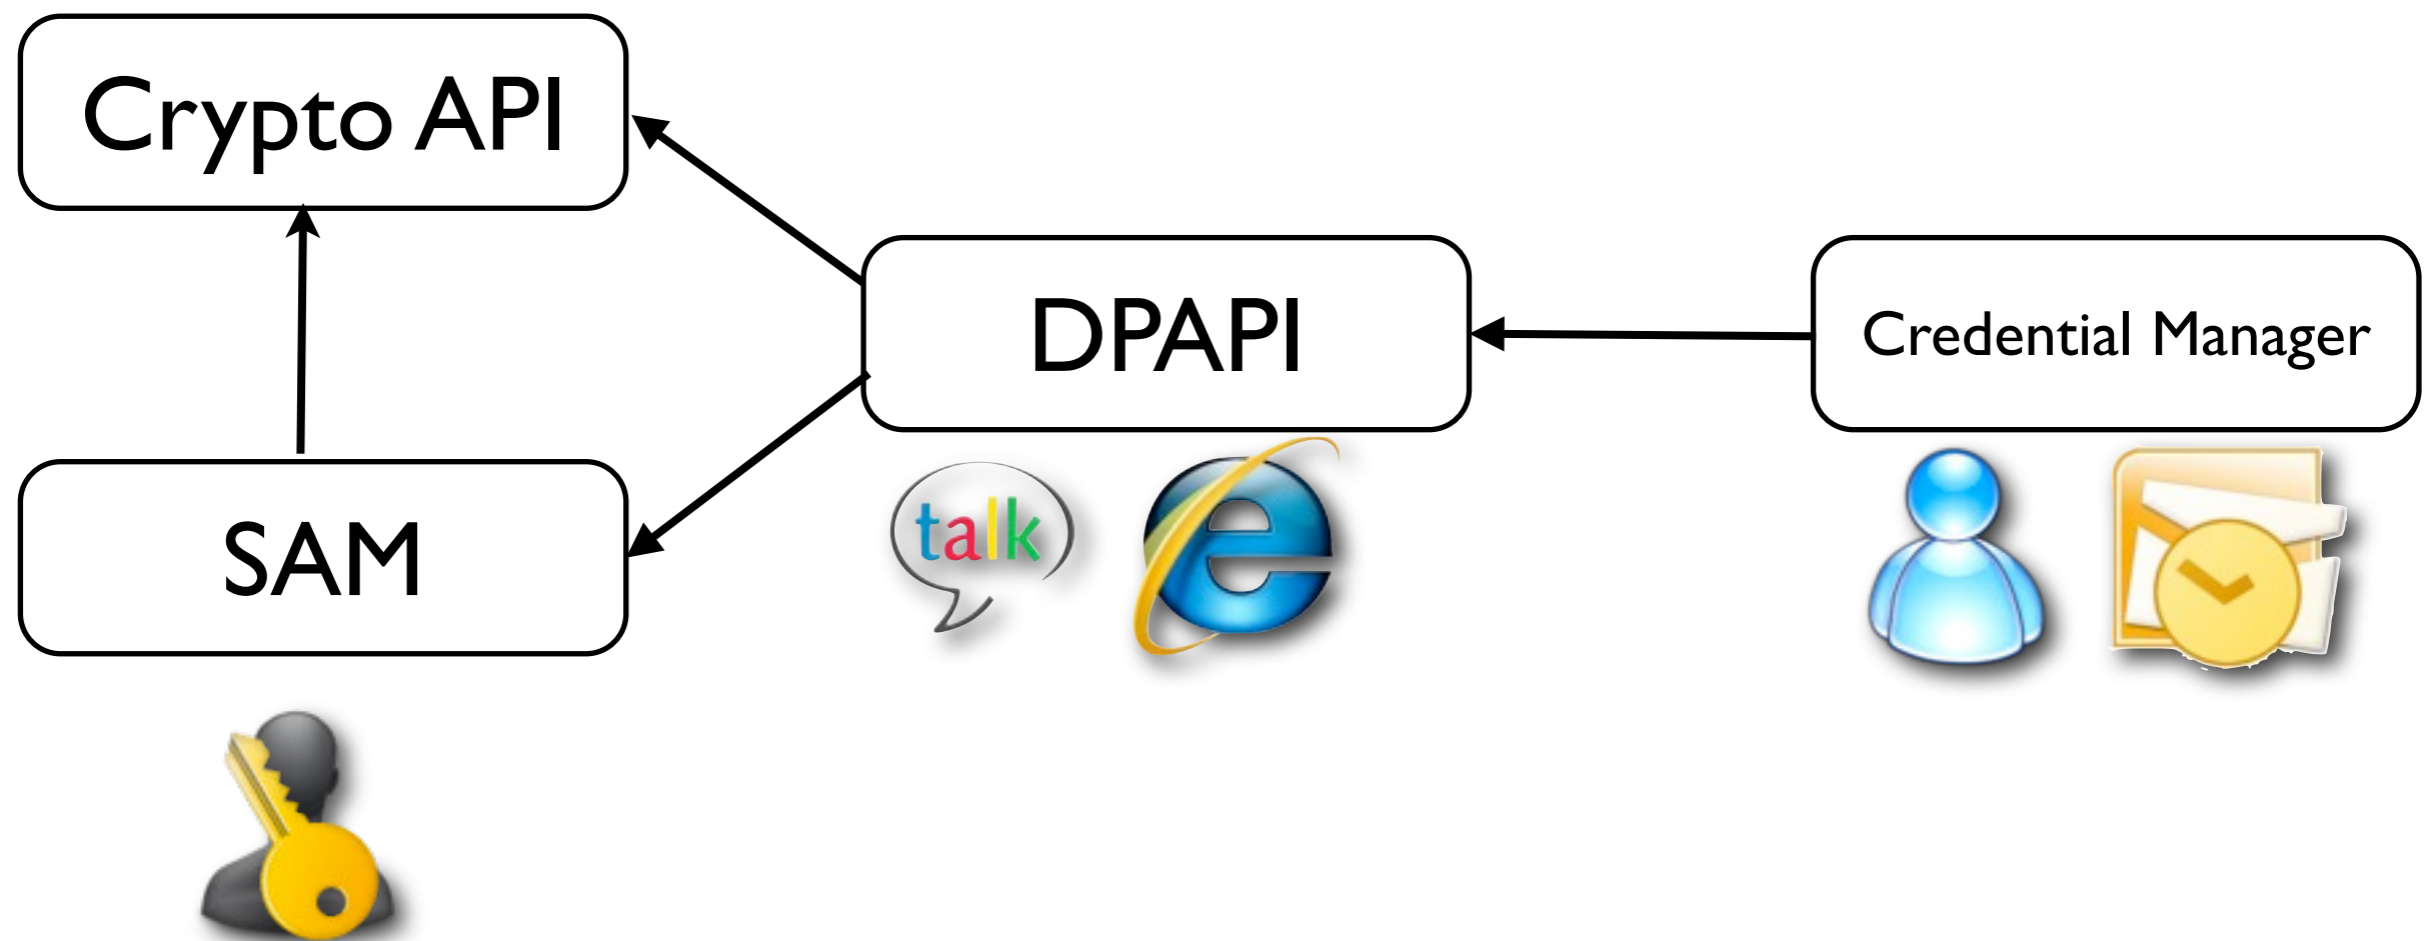 Crypto API
DPAPI
Credential Manager
SAM
talk